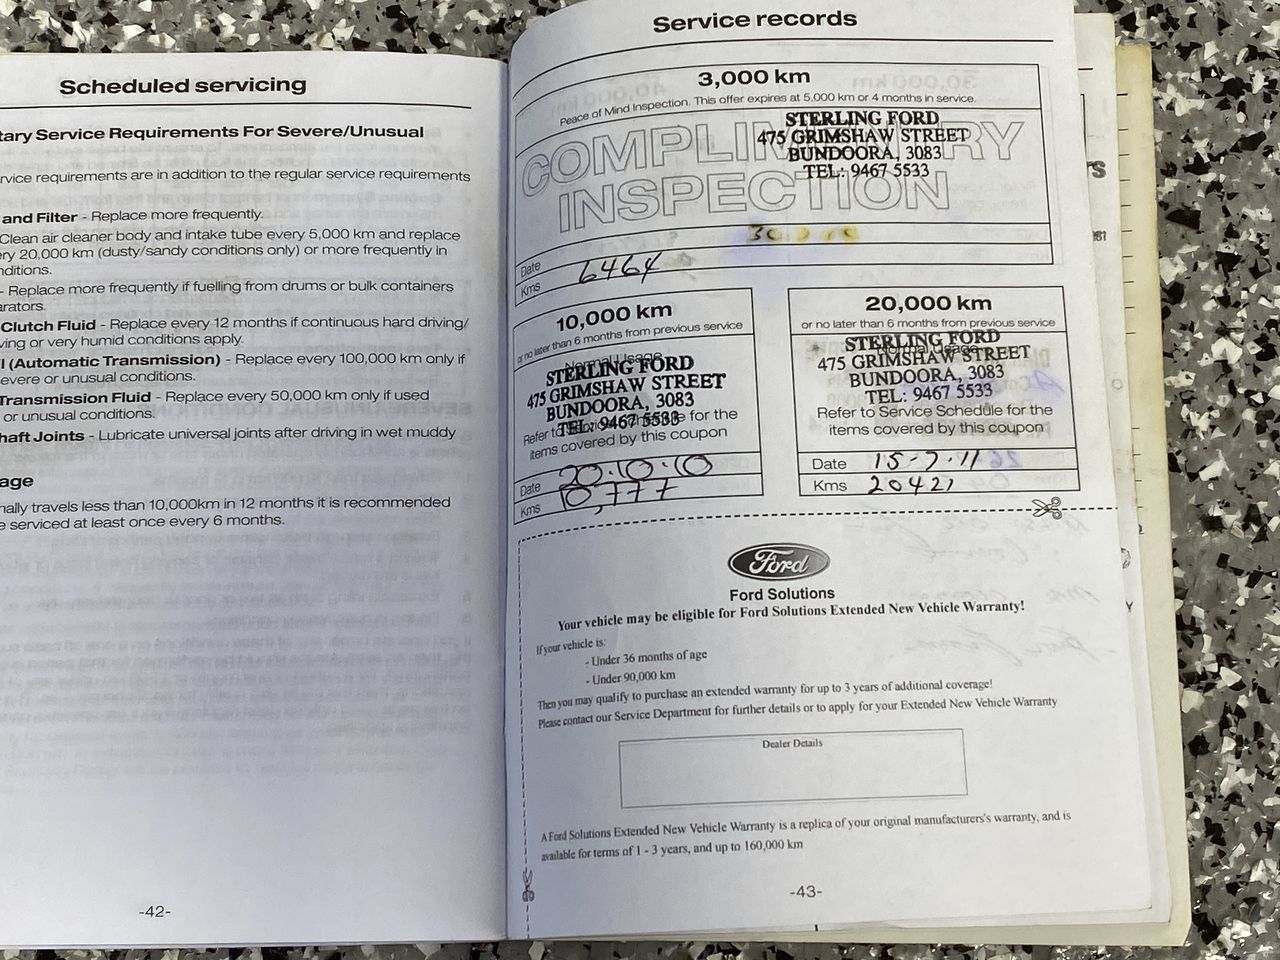 Scheduled servicing
tary Service Requirements For Severe/Unusual
rvice requirements are in addition to the regular service requirements
and Filter - Replace more frequently.
Clean air cleaner body and intake tube every 5,000 km and replace
ry 20,000 km (dusty/sandy conditions only) or more frequently in
nditions.
- Replace more frequently if fuelling from drums or bulk containers
arators.
Clutch Fluid - Replace every 12 months if continuous hard driving/
ving or very humid conditions apply.
l (Automatic Transmission) - Replace every 100,000 km only if
evere or unusual conditions.
Transmission Fluid - Replace every 50,000 km only if used
or unusual conditions.
haft Joints - Lubricate universal joints after driving in wet muddy
age
nally travels less than 10,000km in 12 months it is recommended
e serviced at least once every 6 months.
-42-
Service records
3,000 km
Peace of Mind Inspection. This offer expires at 5,000 km or 4 months in service.
COMPLIMENTARY
INSPECTION
STERLING FORD
475 GRIMSHAW STREET
BUNDOORA, 3083
TEL: 9467 5533
Date
Kms 6464
10,000 km
or no later than 6 months from previous service
Normal Usage
STERLING FORD
475 GRIMSHAW STREET
BUNDOORA, 3083
TEL: 9467 5533
Refer to Service Schedule for the
items covered by this coupon
Date 20.10.10
Kms 10,777
20,000 km
or no later than 6 months from previous service
Normal Usage
STERLING FORD
475 GRIMSHAW STREET
BUNDOORA, 3083
TEL: 9467 5533
Refer to Service Schedule for the
items covered by this coupon
Date 15-7-11
Kms 20421
Ford
Ford Solutions
Your vehicle may be eligible for Ford Solutions Extended New Vehicle Warranty!
If your vehicle is:
- Under 36 months of age
- Under 90,000 km
Then you may qualify to purchase an extended warranty for up to 3 years of additional coverage!
Please contact our Service Department for further details or to apply for your Extended New Vehicle Warranty
Dealer Details
A Ford Solutions Extended New Vehicle Warranty is a replica of your original manufacturers's warranty, and is
available for terms of 1 - 3 years, and up to 160,000 km
-43-